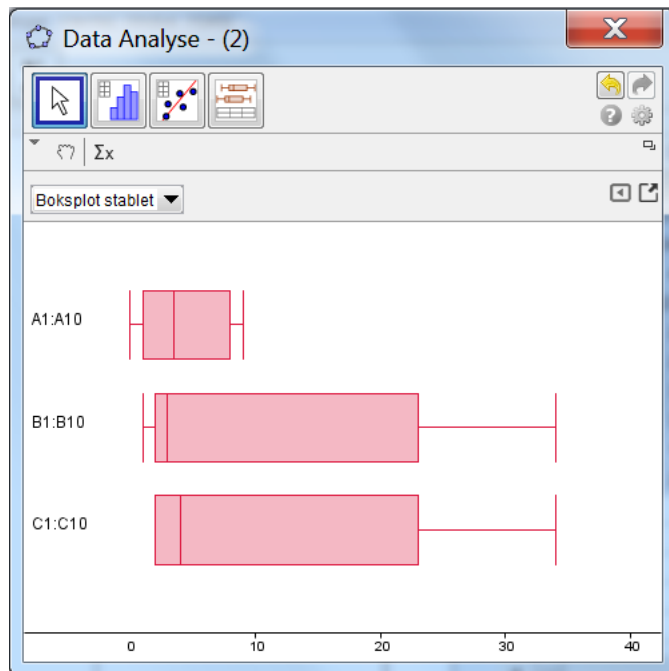 Data Analyse - (2)
Σx
Boksplot stablet
A1:A10
B1:B10
C1:C10
0 10 20 30 40